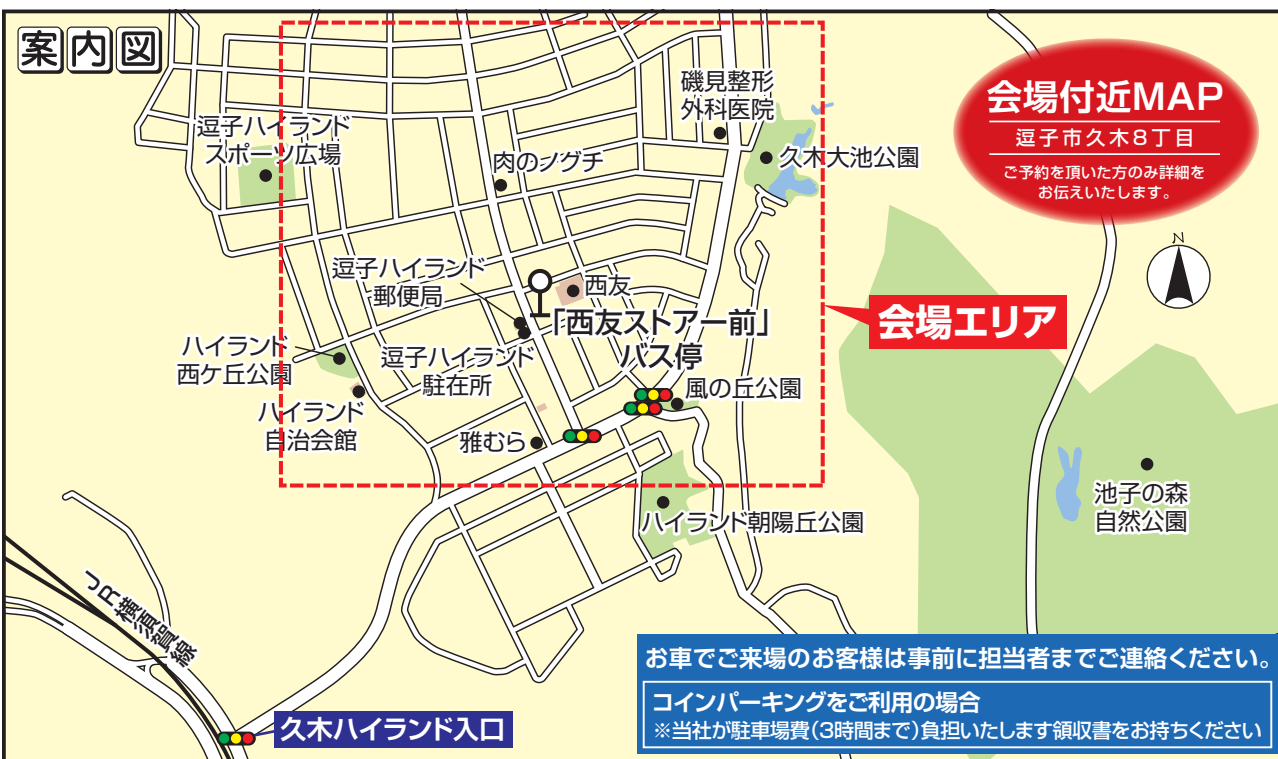 案内図
会場付近MAP
逗子市久木8丁目
ご予約を頂いた方のみ詳細を
お伝えいたします。
磯見整形
外科医院
久木大池公園
逗子ハイランド
スポーツ広場
肉のノグチ
N
逗子ハイランド
郵便局
西友
「西友ストアー前」
バス停
会場エリア
ハイランド
西ケ丘公園
逗子ハイランド
駐在所
風の丘公園
ハイランド
自治会館
雅むら
池子の森
自然公園
ハイランド朝陽丘公園
JR横須賀線
久木ハイランド入口
お車でご来場のお客様は事前に担当者までご連絡ください。
コインパーキングをご利用の場合
※当社が駐車場費(3時間まで)負担いたします領収書をお持ちください